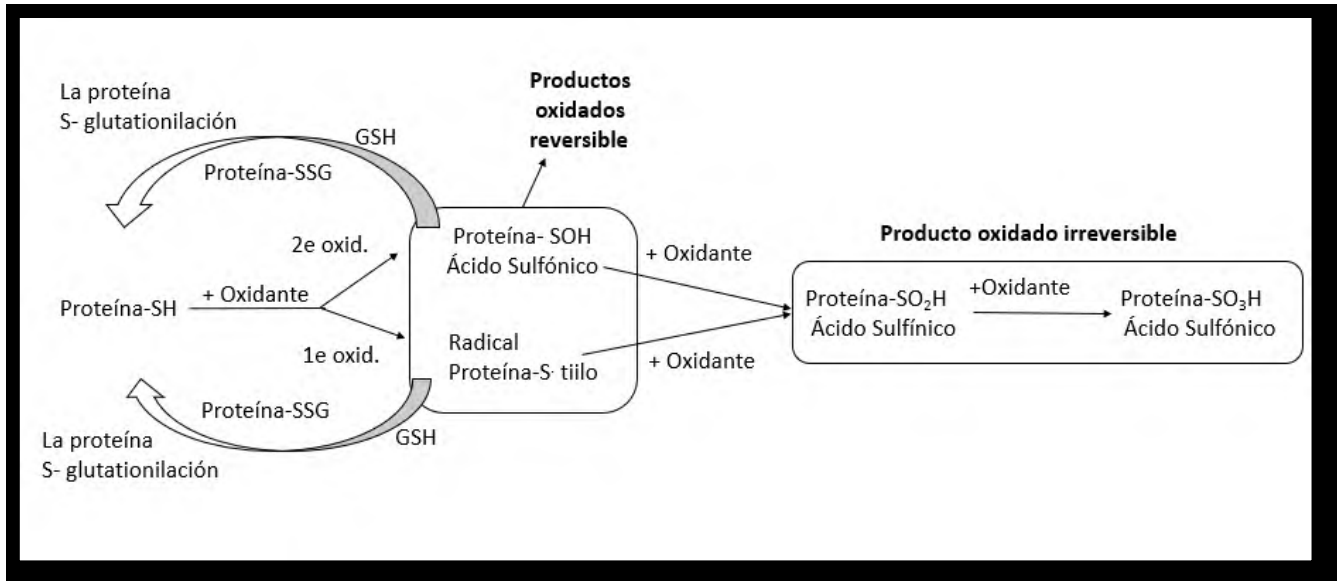 La proteína
S- glutationilación
GSH
Proteína-SSG
Productos
oxidados
reversible
2e oxid.
Proteína-SH
+ Oxidante
1e oxid.
Proteína- SOH
Ácido Sulfónico
Radical
Proteína-S· tiilo
+ Oxidante
+ Oxidante
Producto oxidado irreversible
Proteína-SO₂H
Ácido Sulfínico
+Oxidante
Proteína-SO₃H
Ácido Sulfónico
Proteína-SSG
GSH
La proteína
S- glutationilación